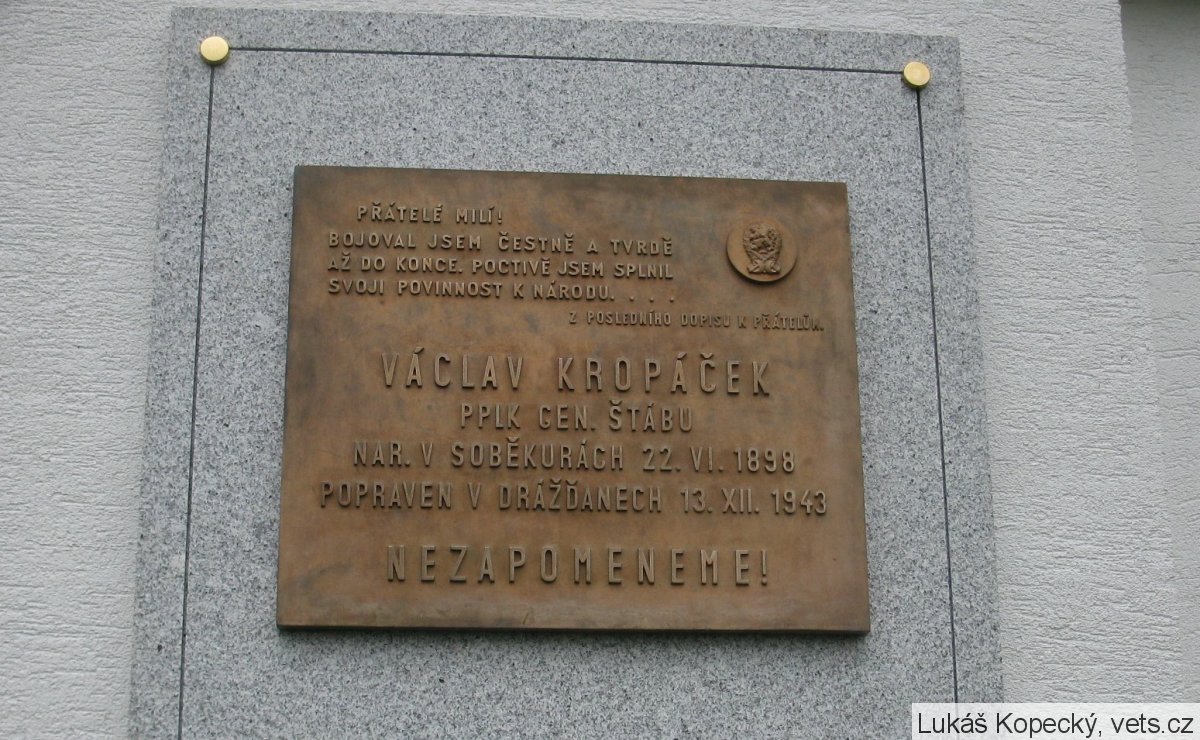 PŘÁTELÉ MILÍ!
BOJOVAL JSEM ČESTNĚ A TVRDĚ
AŽ DO KONCE. POCTIVĚ JSEM SPLNIL
SVOJI POVINNOST K NÁRODU. . . .
Z POSLEDNÍHO DOPISU K PŘÁTELŮM.
VÁCLAV KROPÁČEK
PPLK GEN. ŠTÁBU
NAR. V SOBĚKURÁCH 22. VI. 1898
POPRAVEN V DRÁŽĎANECH 13. XII. 1943
NEZAPOMENEME!
Lukáš Kopecký, vets.cz